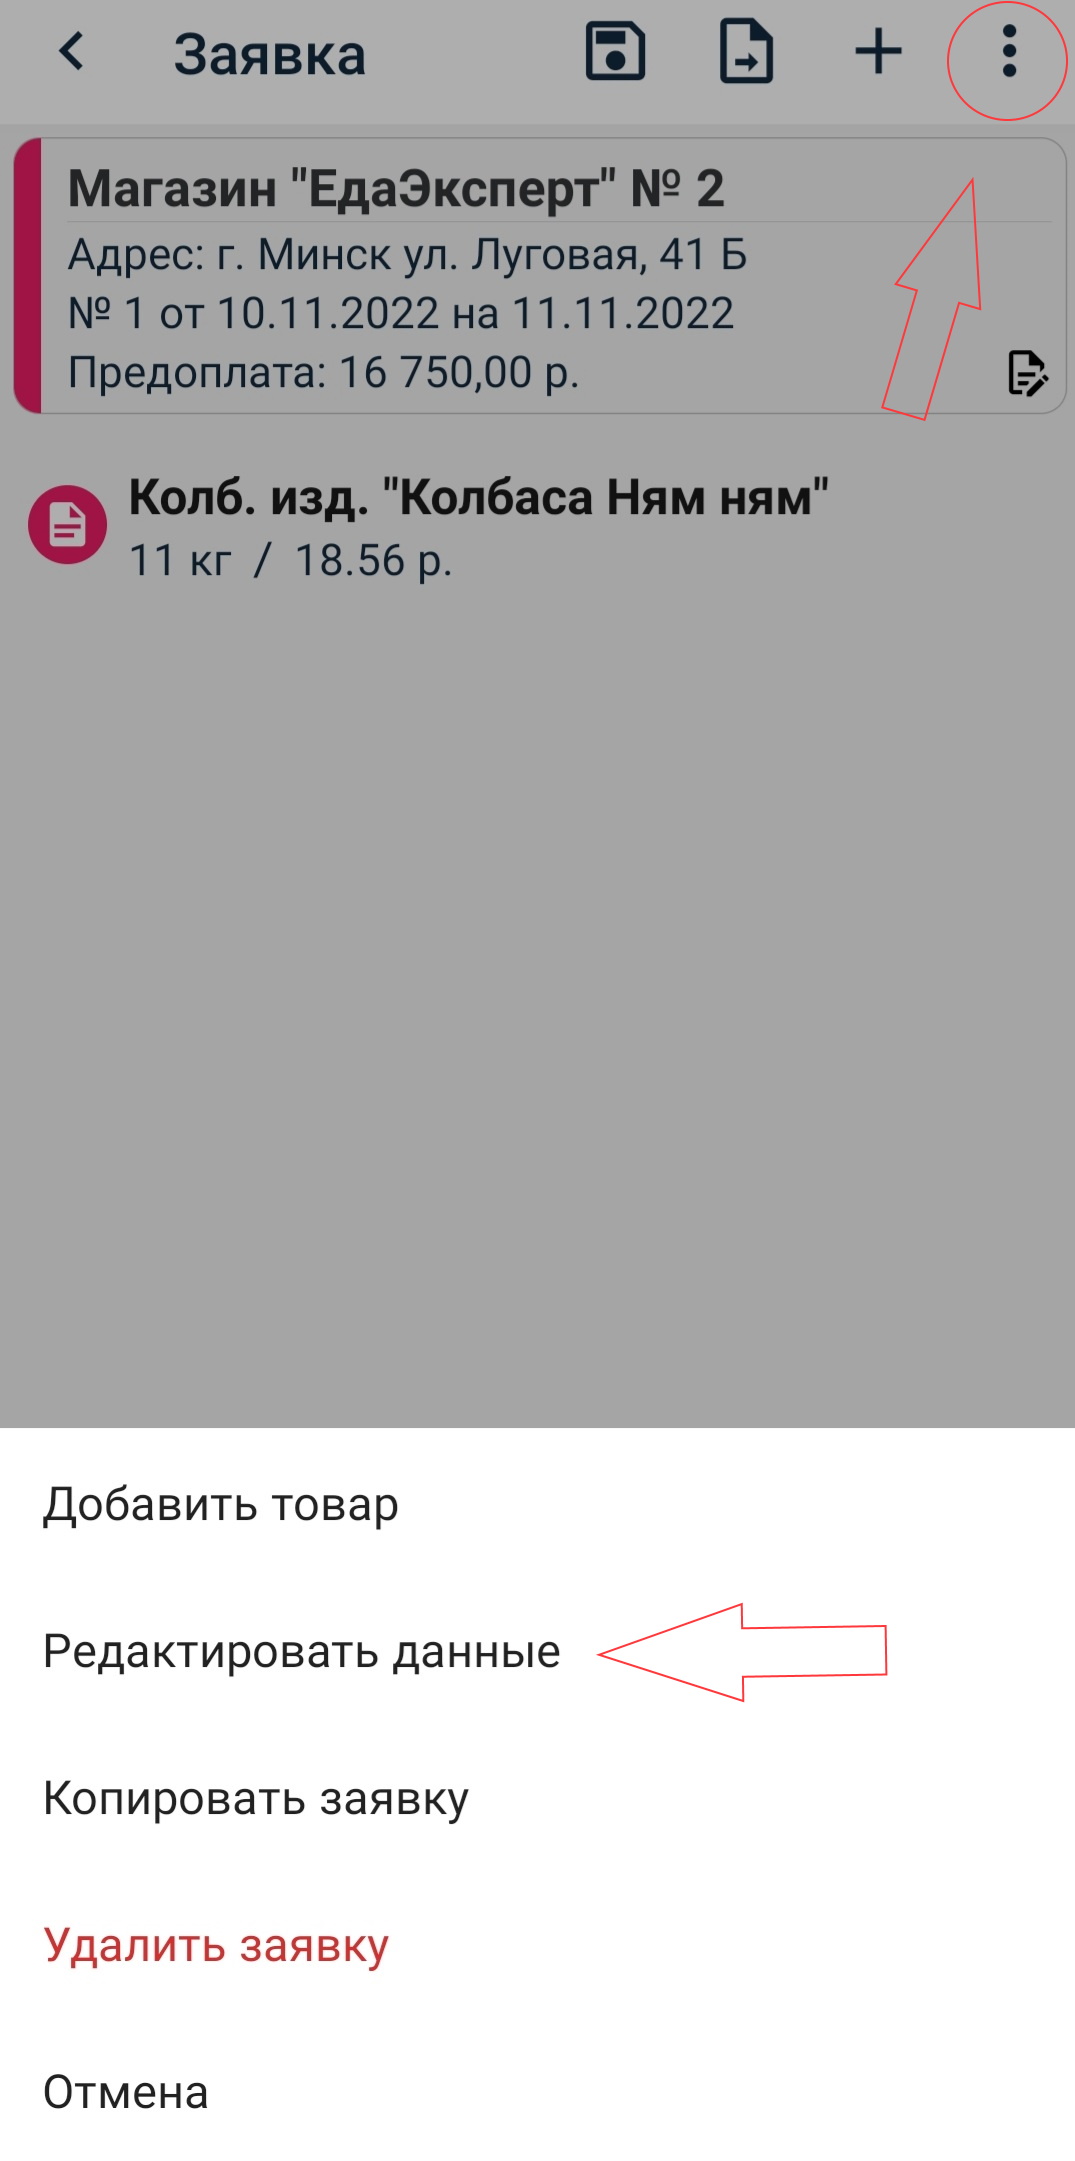 Заявка
Магазин "ЕдаЭксперт" № 2
Адрес: г. Минск ул. Луговая, 41 Б
№ 1 от 10.11.2022 на 11.11.2022
Предоплата: 16 750,00 р.
Колб. изд. "Колбаса Ням ням"
11 кг / 18.56 р.
Добавить товар
Редактировать данные
Копировать заявку
Удалить заявку
Отмена